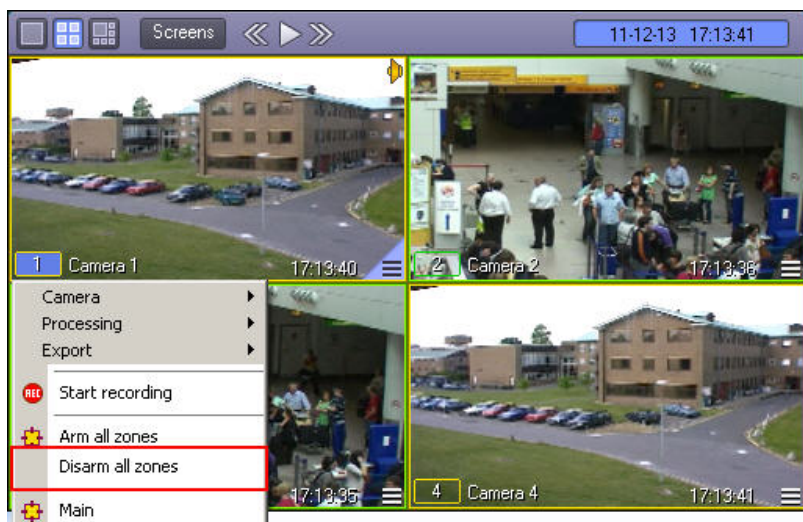 Screens
11-12-13 17:13:41
1 Camera 1 17:13:40
2 Camera 2 17:13:36
Camera
Processing
Export
REC Start recording
Arm all zones
Disarm all zones
Main
17:13:35
4 Camera 4 17:13:41